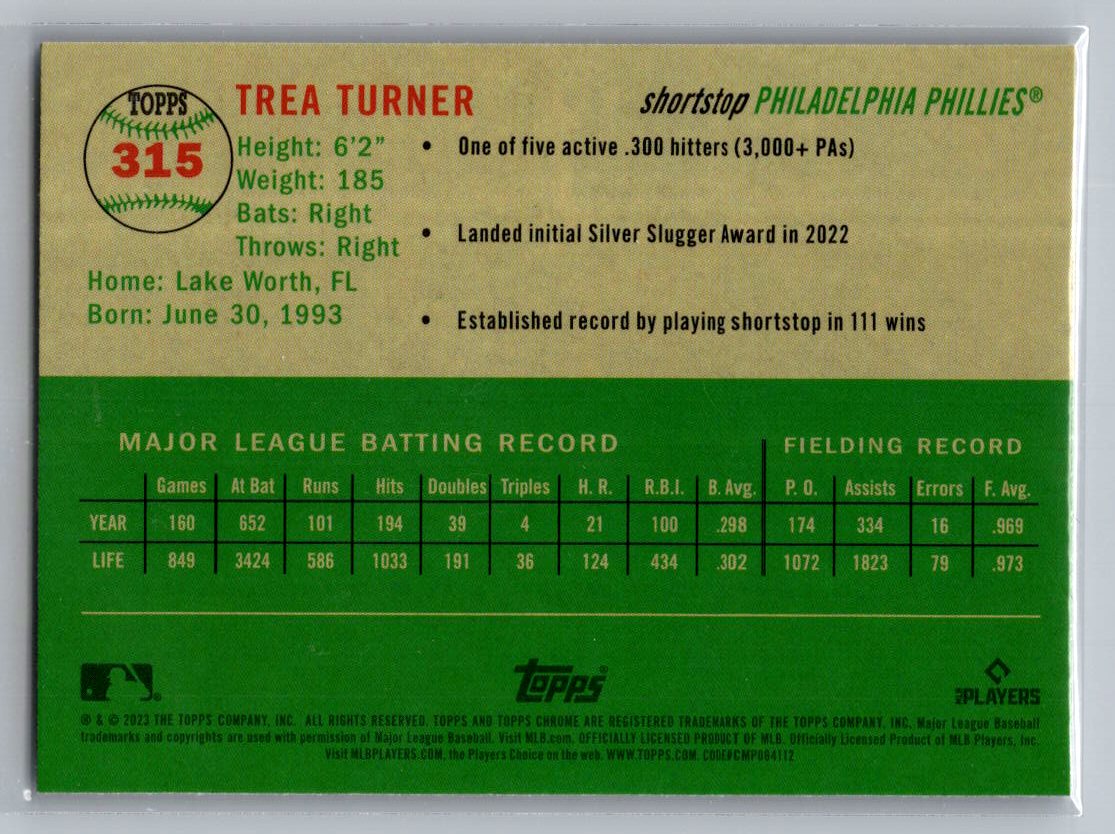 TOPPS
315
TREA TURNER
shortstop PHILADELPHIA PHILLIES®
Height: 6'2"
Weight: 185
Bats: Right
Throws: Right
Home: Lake Worth, FL
Born: June 30, 1993
• One of five active .300 hitters (3,000+ PAs)
• Landed initial Silver Slugger Award in 2022
• Established record by playing shortstop in 111 wins
MAJOR LEAGUE BATTING RECORD FIELDING RECORD
Games At Bat Runs Hits Doubles Triples H. R. R.B.I. B. Avg. P. O. Assists Errors F. Avg.
YEAR 160 652 101 194 39 4 21 100 .298 174 334 16 .969
LIFE 849 3424 586 1033 191 36 124 434 .302 1072 1823 79 .973
topps®
MLB PLAYERS
® & © 2023 THE TOPPS COMPANY, INC. ALL RIGHTS RESERVED. TOPPS AND TOPPS CHROME ARE REGISTERED TRADEMARKS OF THE TOPPS COMPANY, INC. Major League Baseball
trademarks and copyrights are used with permission of Major League Baseball. Visit MLB.com. OFFICIALLY LICENSED PRODUCT OF MLB. Officially Licensed Product of MLB Players, Inc.
Visit MLBPLAYERS.COM, the Players Choice on the web. WWW.TOPPS.COM. CODE#CMP084112